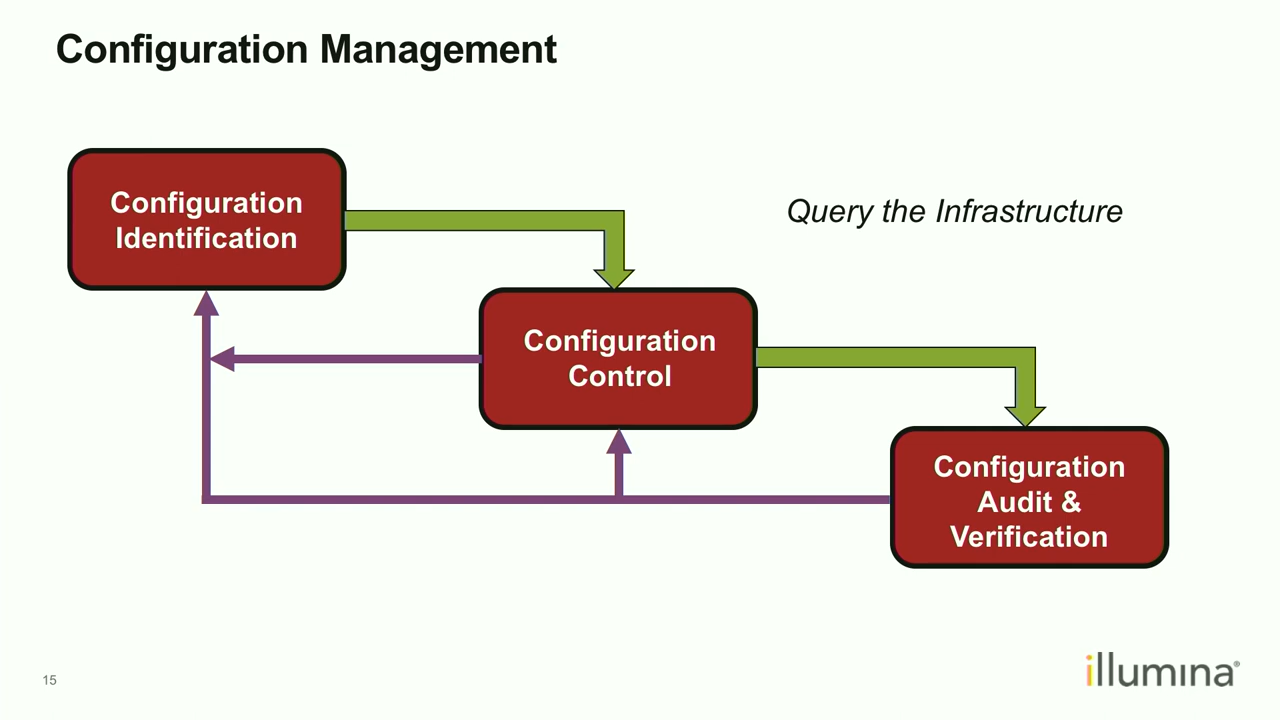 Configuration Management
Configuration
Identification
Query the Infrastructure
Configuration
Control
Configuration
Audit &
Verification
15
illumina®